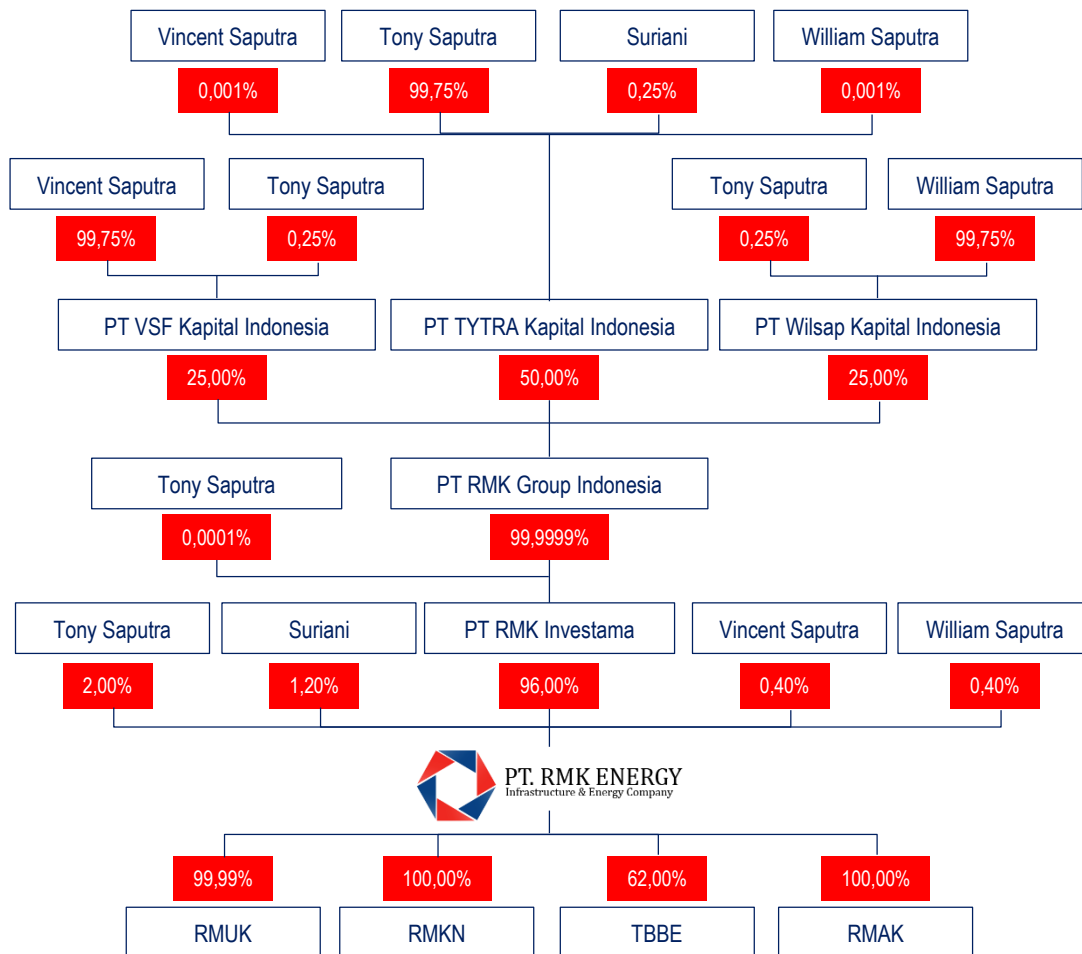 Vincent Saputra
Tony Saputra
Suriani
William Saputra
0,001%
99,75%
0,25%
0,001%
Vincent Saputra
Tony Saputra
Tony Saputra
William Saputra
99,75%
0,25%
0,25%
99,75%
PT VSF Kapital Indonesia
PT TYTRA Kapital Indonesia
PT Wilsap Kapital Indonesia
25,00%
50,00%
25,00%
Tony Saputra
PT RMK Group Indonesia
0,0001%
99,9999%
Tony Saputra
Suriani
PT RMK Investama
Vincent Saputra
William Saputra
2,00%
1,20%
96,00%
0,40%
0,40%
PT. RMK ENERGY
Infrastructure & Energy Company
99,99%
100,00%
62,00%
100,00%
RMUK
RMKN
TBBE
RMAK